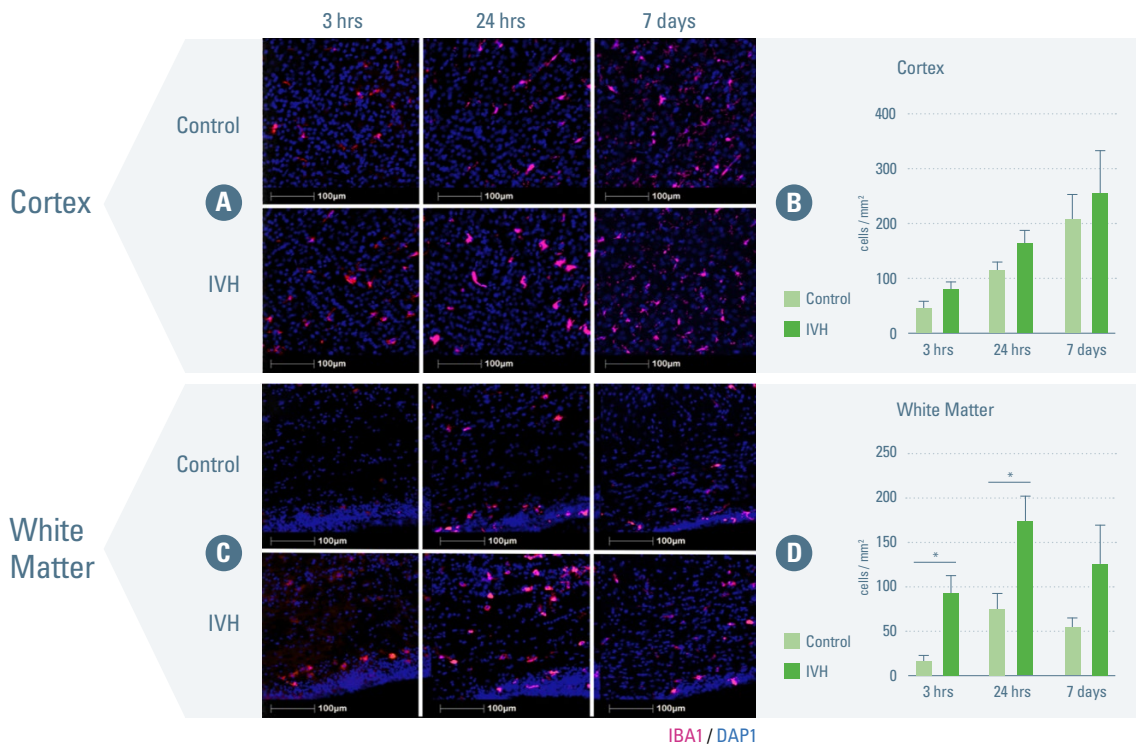 3 hrs 24 hrs 7 days
Cortex
Control
A
IVH
100µm 100µm 100µm
100µm 100µm 100µm
B
Cortex
cells / mm²
400
300
200
100
0
Control
IVH
3 hrs 24 hrs 7 days
White
Matter
Control
C
IVH
100µm 100µm 100µm
100µm 100µm 100µm
IBA1 / DAP1
D
White Matter
cells / mm²
250
200
150
100
50
0
*
*
Control
IVH
3 hrs 24 hrs 7 days